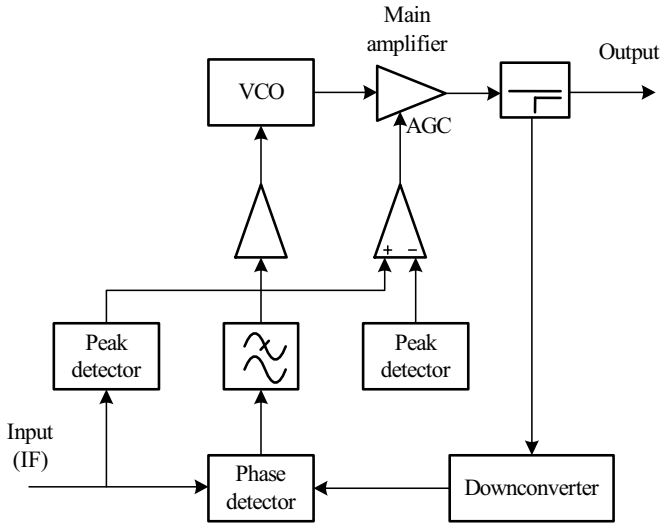 Main
amplifier
Output
VCO
AGC
+ −
Peak
detector
Peak
detector
Input
(IF)
Phase
detector
Downconverter